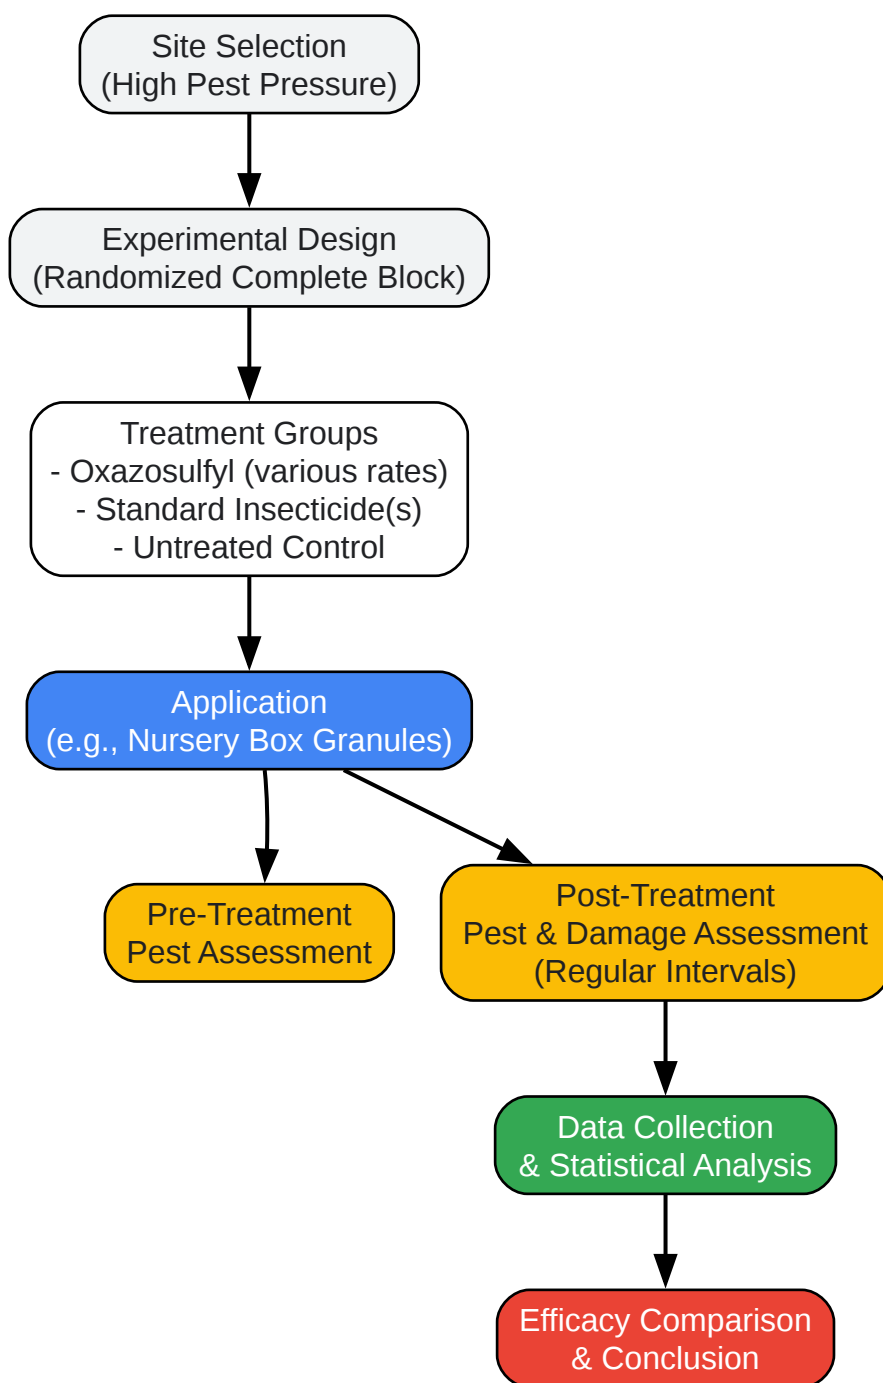 Site Selection
(High Pest Pressure)
Experimental Design
(Randomized Complete Block)
Treatment Groups
- Oxazosulfyl (various rates)
- Standard Insecticide(s)
- Untreated Control
Application
(e.g., Nursery Box Granules)
Pre-Treatment
Pest Assessment
Post-Treatment
Pest & Damage Assessment
(Regular Intervals)
Data Collection
& Statistical Analysis
Efficacy Comparison
& Conclusion